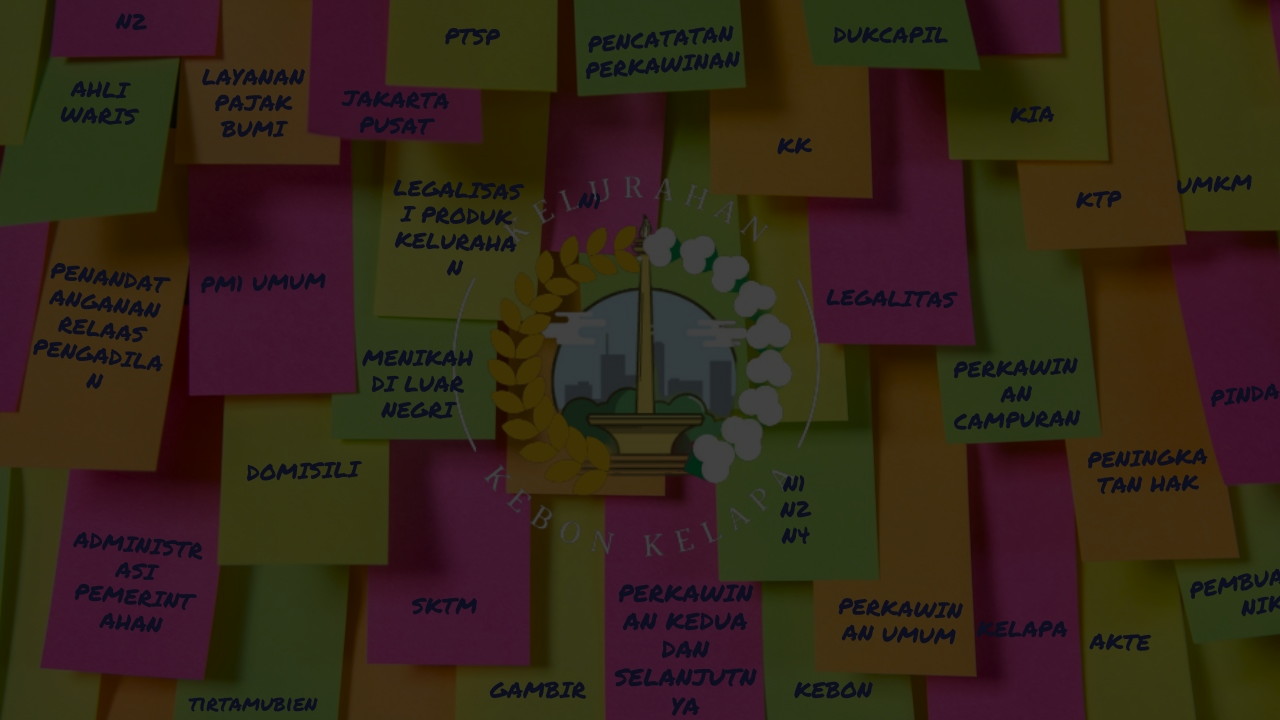 N2
PTSP
PENCATATAN
PERKAWINAN
DUKCAPIL
AHLI
WARIS
LAYANAN
PAJAK
BUMI
JAKARTA
PUSAT
KK
KIA
KTP
UMKM
LEGALISAS
I PRODUK
KELURAHA
N
N1
KELURAHAN
PENANDAT
ANGANAN
RELAAS
PENGADILA
N
PM1 UMUM
LEGALITAS
MENIKAH
DI LUAR
NEGRI
PERKAWIN
AN
CAMPURAN
PINDA
DOMISILI
PENINGKA
TAN HAK
KEBON KELAPA
N1
N2
N4
ADMINISTR
ASI
PEMERINT
AHAN
SKTM
PERKAWIN
AN KEDUA
DAN
SELANJUTN
YA
PERKAWIN
AN UMUM
KELAPA
AKTE
PEMBUA
NIK
TIRTAMUBIEN
GAMBIR
KEBON